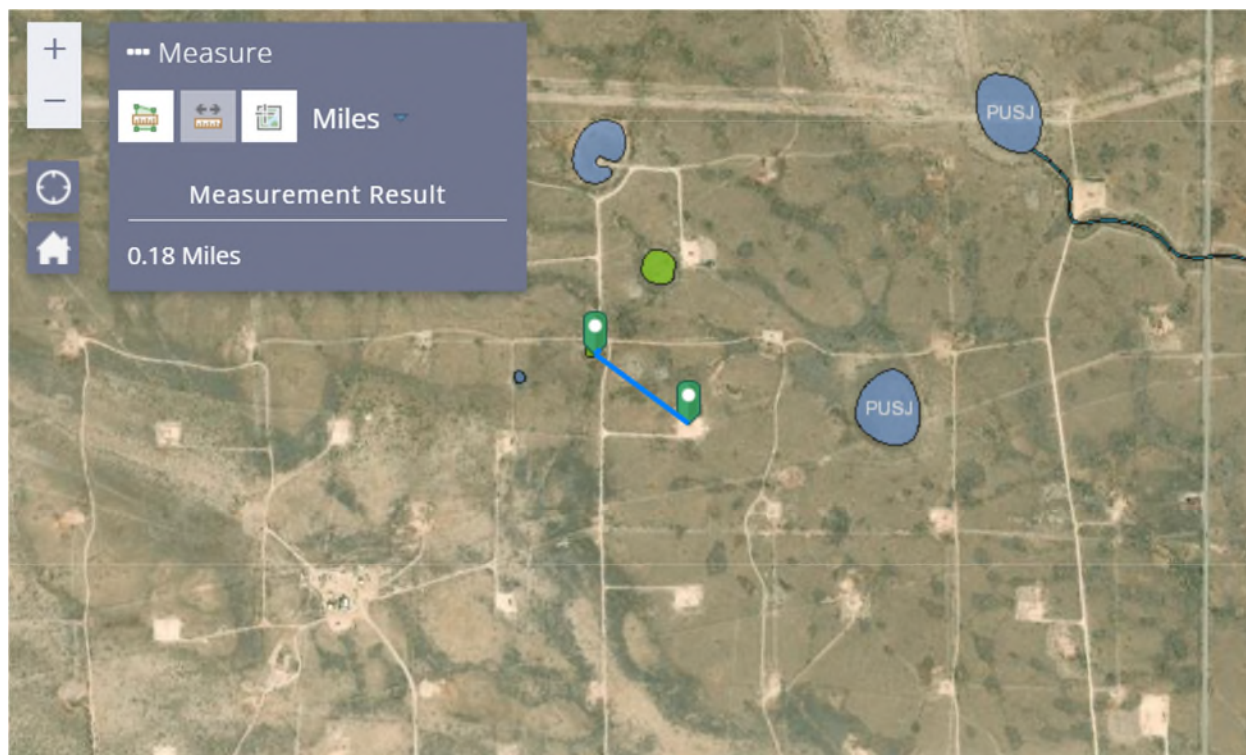 Measure
Miles
Measurement Result
0.18 Miles
PUSJ
PUSJ